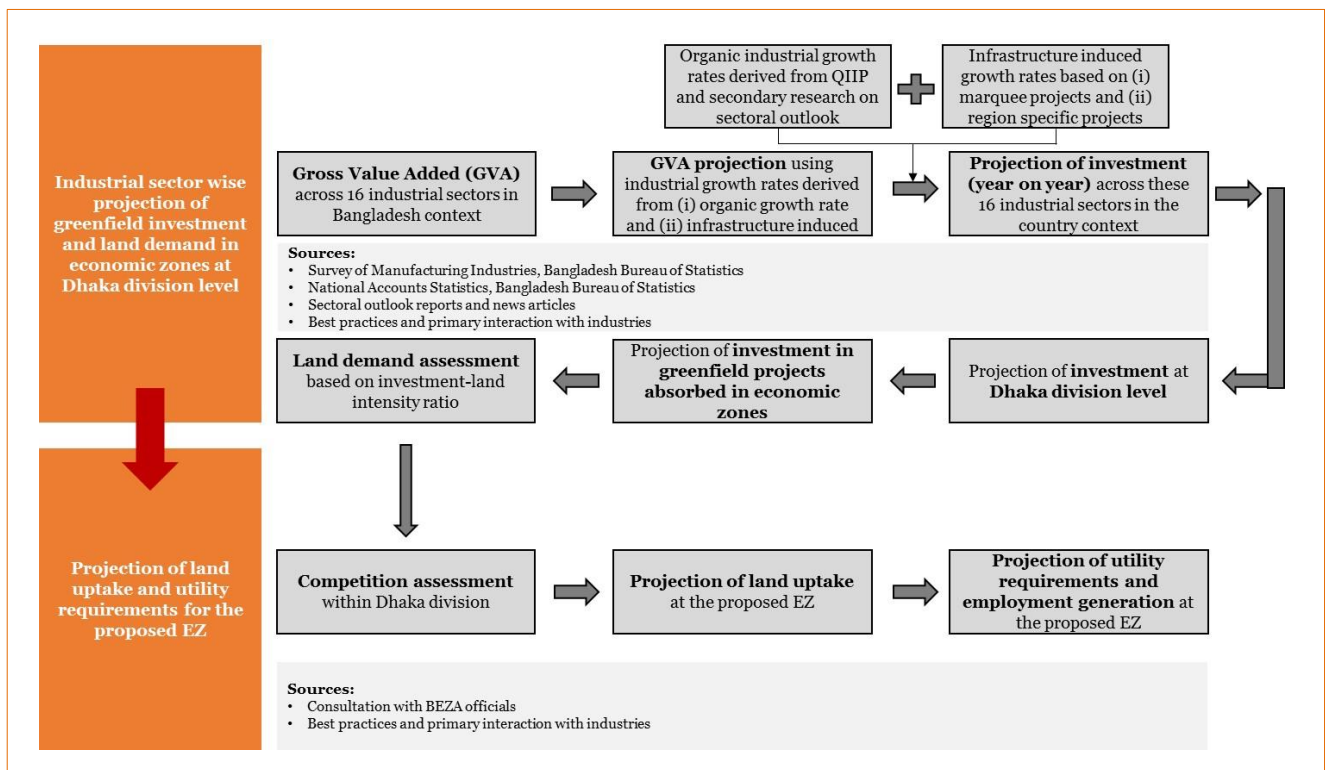 Organic industrial growth
rates derived from QIIP
and secondary research on
sectoral outlook
Infrastructure induced
growth rates based on (i)
marquee projects and (ii)
region specific projects
Industrial sector wise
projection of
greenfield investment
and land demand in
economic zones at
Dhaka division level
Gross Value Added (GVA)
across 16 industrial sectors in
Bangladesh context
GVA projection using
industrial growth rates derived
from (i) organic growth rate
and (ii) infrastructure induced
Projection of investment
(year on year) across these
16 industrial sectors in the
country context
Sources:
• Survey of Manufacturing Industries, Bangladesh Bureau of Statistics
• National Accounts Statistics, Bangladesh Bureau of Statistics
• Sectoral outlook reports and news articles
• Best practices and primary interaction with industries
Land demand assessment
based on investment-land
intensity ratio
Projection of investment in
greenfield projects
absorbed in economic
zones
Projection of investment at
Dhaka division level
Projection of land
uptake and utility
requirements for the
proposed EZ
Competition assessment
within Dhaka division
Projection of land uptake
at the proposed EZ
Projection of utility
requirements and
employment generation at
the proposed EZ
Sources:
• Consultation with BEZA officials
• Best practices and primary interaction with industries